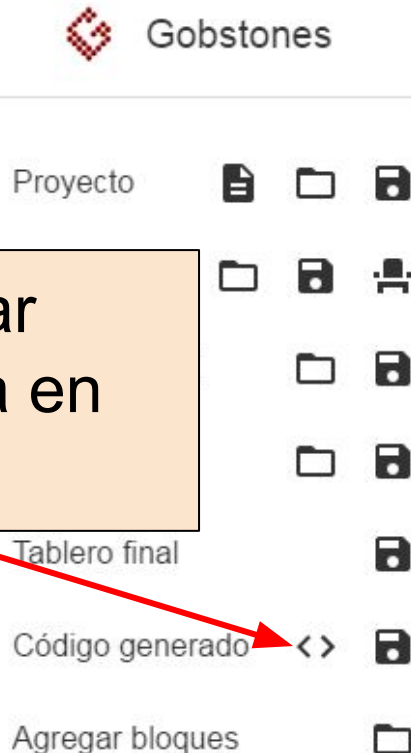 Gobstones
Proyecto
ar
a en
Tablero final
Código generado
Agregar bloques